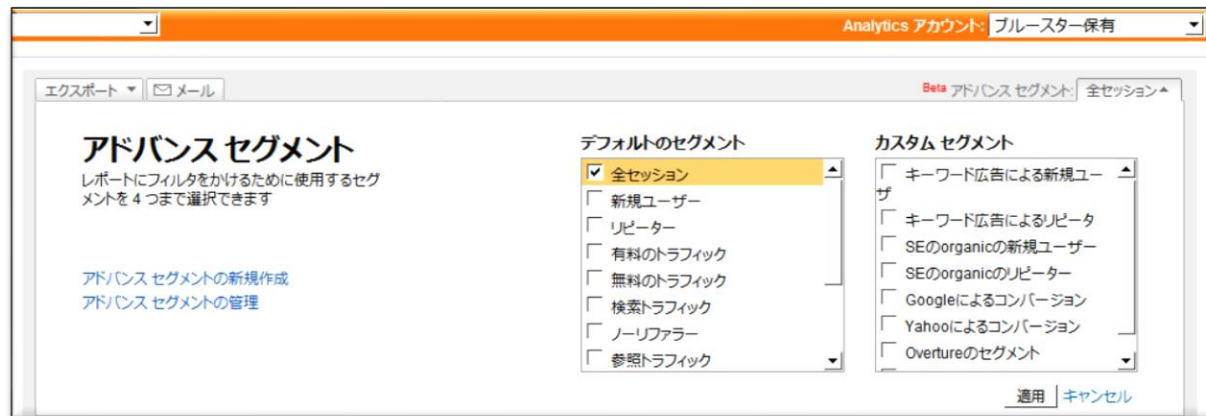 Analytics アカウント: ブルースター保有
エクスポート メール
Beta アドバンス セグメント: 全セッション
アドバンス セグメント
レポートにフィルタをかけるために使用するセグ
メントを 4 つまで選択できます
アドバンス セグメントの新規作成
アドバンス セグメントの管理
デフォルトのセグメント
全セッション
新規ユーザー
リピーター
有料のトラフィック
無料のトラフィック
検索トラフィック
ノーリファラー
参照トラフィック
カスタム セグメント
キーワード広告による新規ユー
ザ
キーワード広告によるリピータ
SEのorganicの新規ユーザー
SEのorganicのリピーター
Googleによるコンバージョン
Yahooによるコンバージョン
Overtureのセグメント
適用 キャンセル